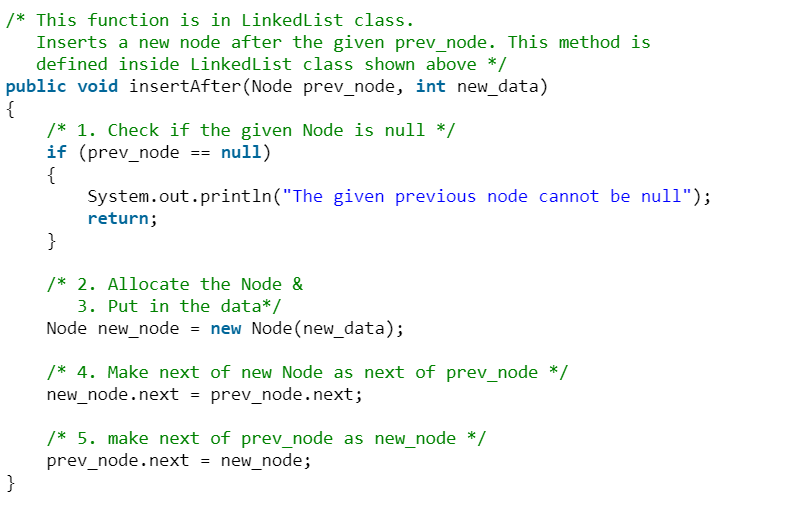 /* This function is in LinkedList class.
   Inserts a new node after the given prev_node. This method is
   defined inside LinkedList class shown above */
public void insertAfter(Node prev_node, int new_data)
{
    /* 1. Check if the given Node is null */
    if (prev_node == null)
    {
        System.out.println("The given previous node cannot be null");
        return;
    }

    /* 2. Allocate the Node &
       3. Put in the data*/
    Node new_node = new Node(new_data);

    /* 4. Make next of new Node as next of prev_node */
    new_node.next = prev_node.next;

    /* 5. make next of prev_node as new_node */
    prev_node.next = new_node;
}